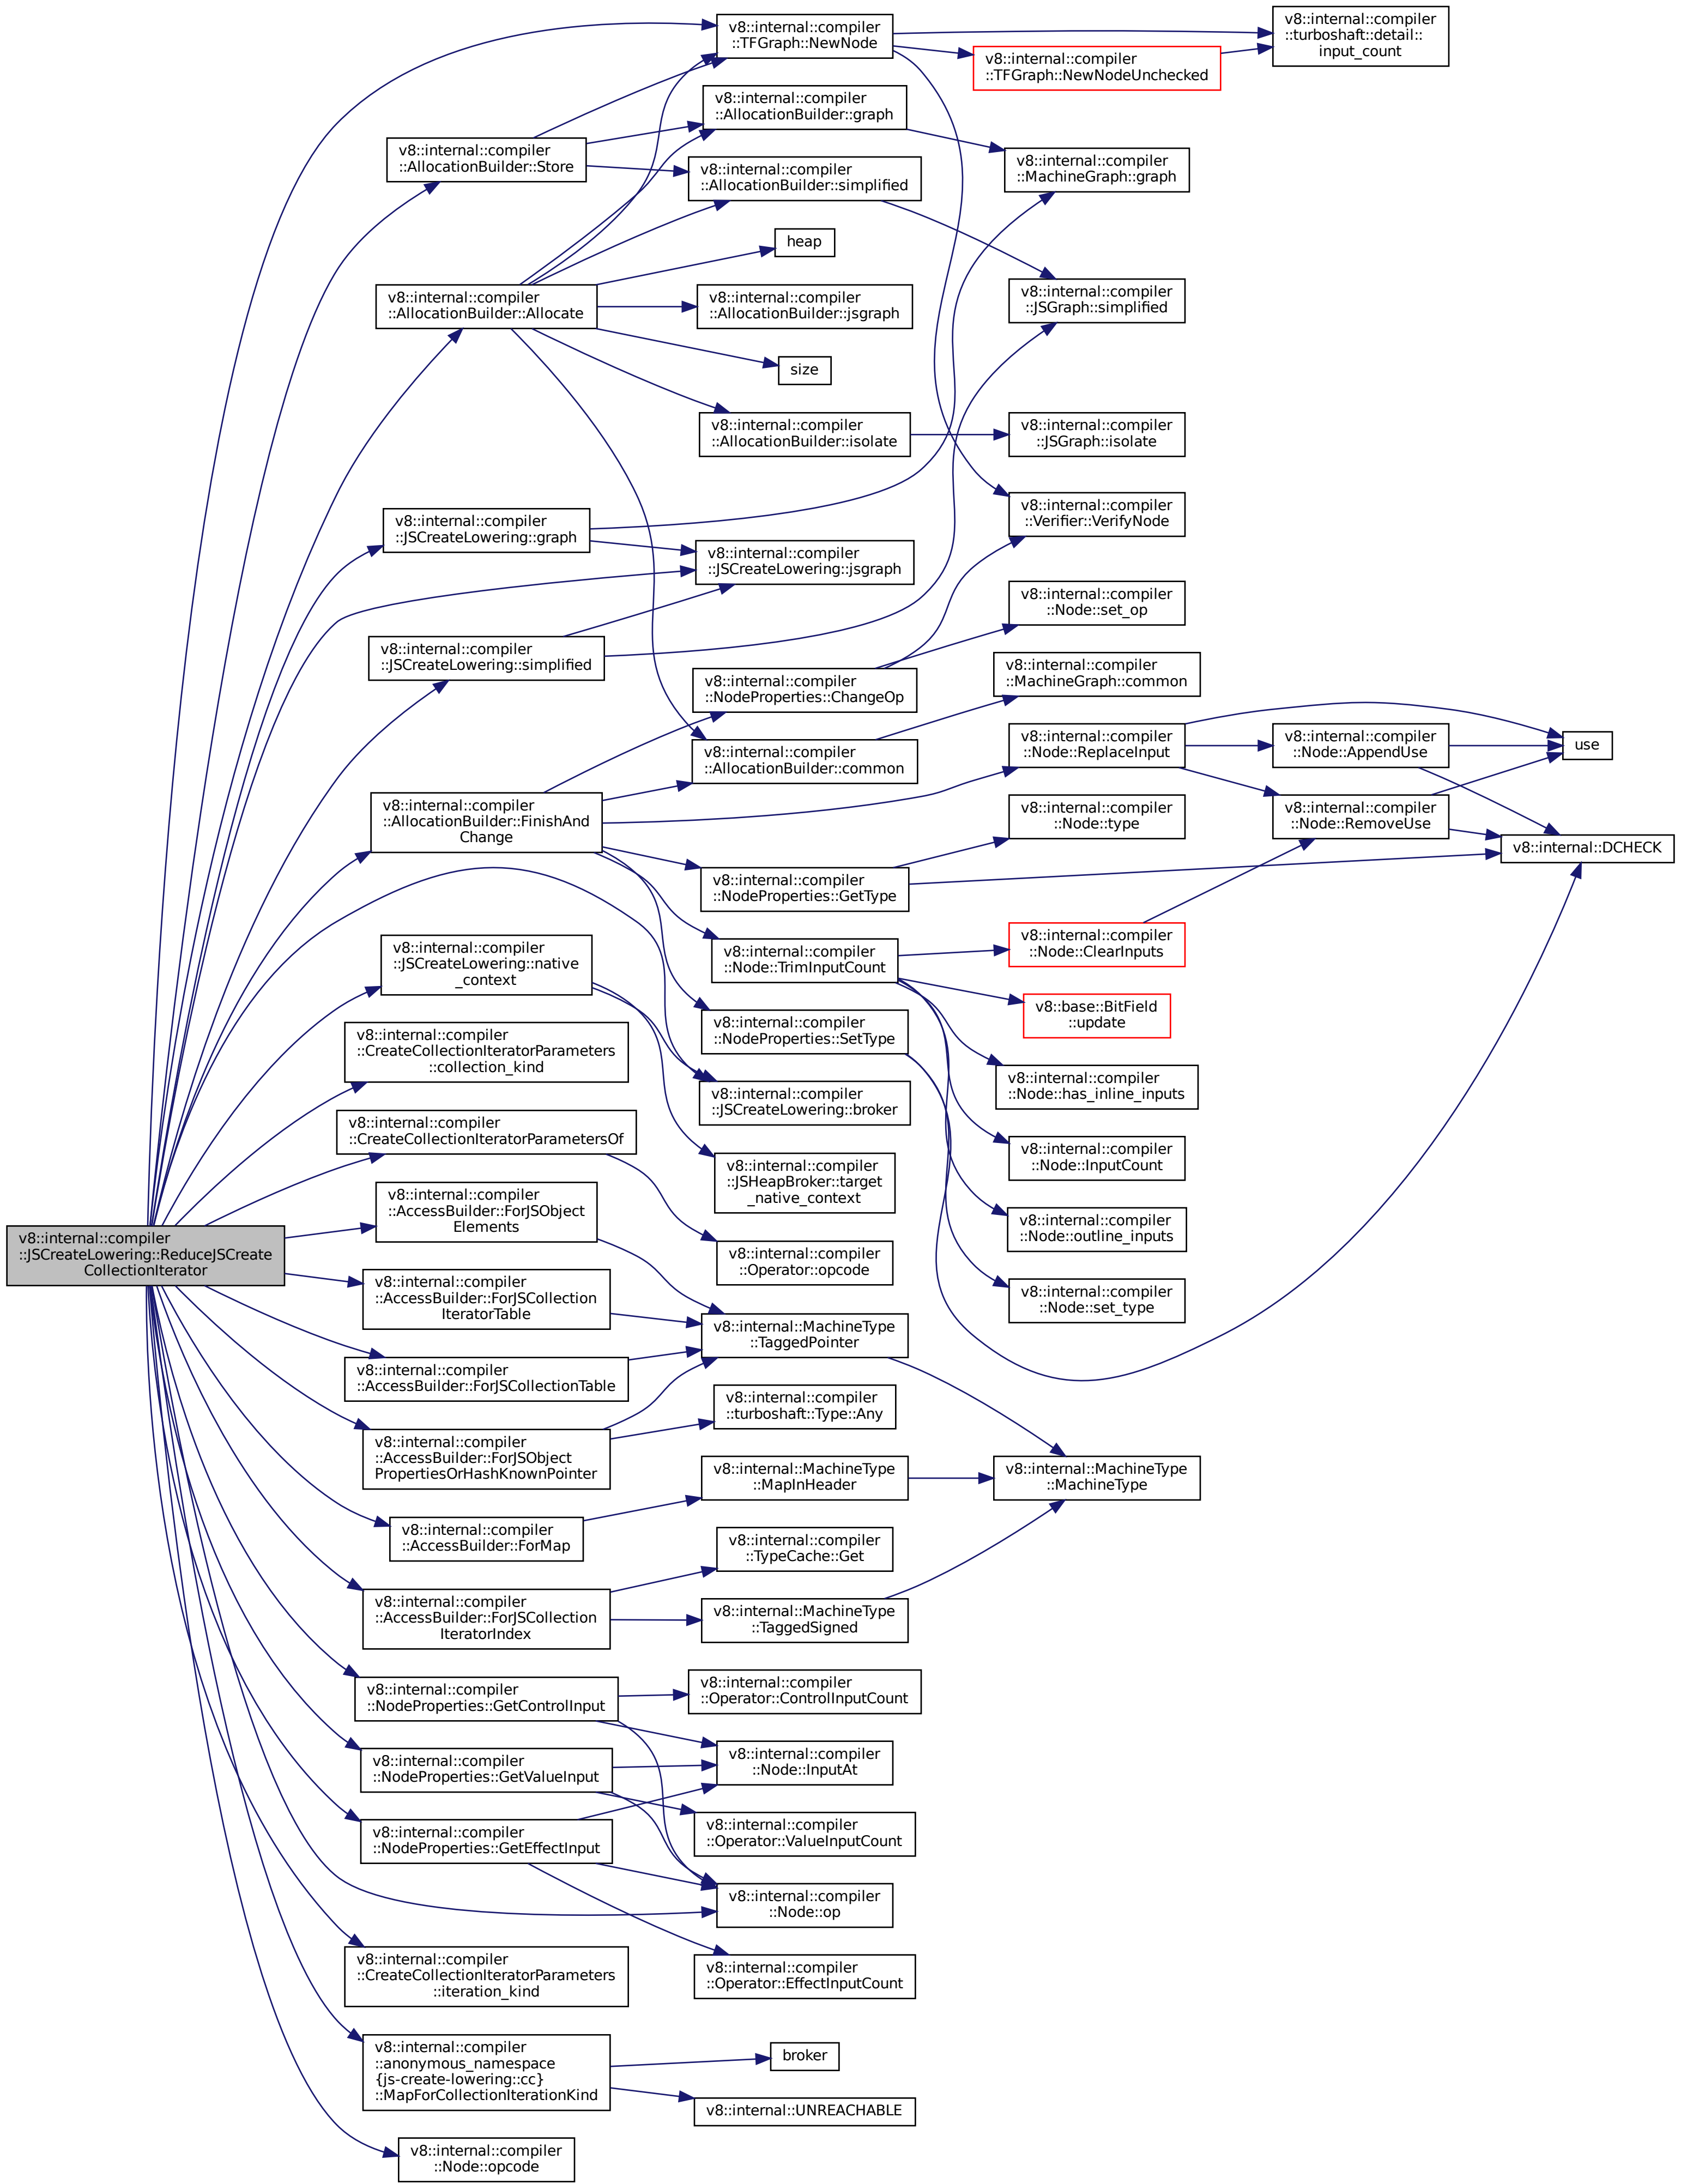 v8::internal::compiler
::JSCreateLowering::ReduceJSCreate
CollectionIterator
v8::internal::compiler
::TFGraph::NewNode
v8::internal::compiler
::turboshaft::detail::
input_count
v8::internal::compiler
::TFGraph::NewNodeUnchecked
v8::internal::compiler
::AllocationBuilder::Store
v8::internal::compiler
::AllocationBuilder::graph
v8::internal::compiler
::MachineGraph::graph
v8::internal::compiler
::AllocationBuilder::simplified
v8::internal::compiler
::JSGraph::simplified
v8::internal::compiler
::AllocationBuilder::Allocate
heap
v8::internal::compiler
::AllocationBuilder::jsgraph
size
v8::internal::compiler
::AllocationBuilder::isolate
v8::internal::compiler
::JSGraph::isolate
v8::internal::compiler
::Verifier::VerifyNode
v8::internal::compiler
::JSCreateLowering::graph
v8::internal::compiler
::JSCreateLowering::jsgraph
v8::internal::compiler
::JSCreateLowering::simplified
v8::internal::compiler
::Node::set_op
v8::internal::compiler
::NodeProperties::ChangeOp
v8::internal::compiler
::MachineGraph::common
v8::internal::compiler
::AllocationBuilder::common
v8::internal::compiler
::Node::ReplaceInput
v8::internal::compiler
::Node::AppendUse
use
v8::internal::compiler
::AllocationBuilder::FinishAnd
Change
v8::internal::compiler
::Node::type
v8::internal::compiler
::Node::RemoveUse
v8::internal::DCHECK
v8::internal::compiler
::NodeProperties::GetType
v8::internal::compiler
::Node::TrimInputCount
v8::internal::compiler
::Node::ClearInputs
v8::base::BitField
::update
v8::internal::compiler
::JSCreateLowering::native
_context
v8::internal::compiler
::NodeProperties::SetType
v8::internal::compiler
::CreateCollectionIteratorParameters
::collection_kind
v8::internal::compiler
::JSCreateLowering::broker
v8::internal::compiler
::Node::has_inline_inputs
v8::internal::compiler
::CreateCollectionIteratorParametersOf
v8::internal::compiler
::Node::InputCount
v8::internal::compiler
::JSHeapBroker::target
_native_context
v8::internal::compiler
::AccessBuilder::ForJSObject
Elements
v8::internal::compiler
::Node::outline_inputs
v8::internal::compiler
::Operator::opcode
v8::internal::compiler
::Node::set_type
v8::internal::compiler
::AccessBuilder::ForJSCollection
IteratorTable
v8::internal::MachineType
::TaggedPointer
v8::internal::compiler
::AccessBuilder::ForJSCollectionTable
v8::internal::compiler
::turboshaft::Type::Any
v8::internal::compiler
::AccessBuilder::ForJSObject
PropertiesOrHashKnownPointer
v8::internal::MachineType
::MapInHeader
v8::internal::MachineType
::MachineType
v8::internal::compiler
::AccessBuilder::ForMap
v8::internal::compiler
::TypeCache::Get
v8::internal::compiler
::AccessBuilder::ForJSCollection
IteratorIndex
v8::internal::MachineType
::TaggedSigned
v8::internal::compiler
::NodeProperties::GetControlInput
v8::internal::compiler
::Operator::ControlInputCount
v8::internal::compiler
::NodeProperties::GetValueInput
v8::internal::compiler
::Node::InputAt
v8::internal::compiler
::Operator::ValueInputCount
v8::internal::compiler
::NodeProperties::GetEffectInput
v8::internal::compiler
::Node::op
v8::internal::compiler
::Operator::EffectInputCount
v8::internal::compiler
::CreateCollectionIteratorParameters
::iteration_kind
v8::internal::compiler
::anonymous_namespace
{js-create-lowering::cc}
::MapForCollectionIterationKind
broker
v8::internal::UNREACHABLE
v8::internal::compiler
::Node::opcode